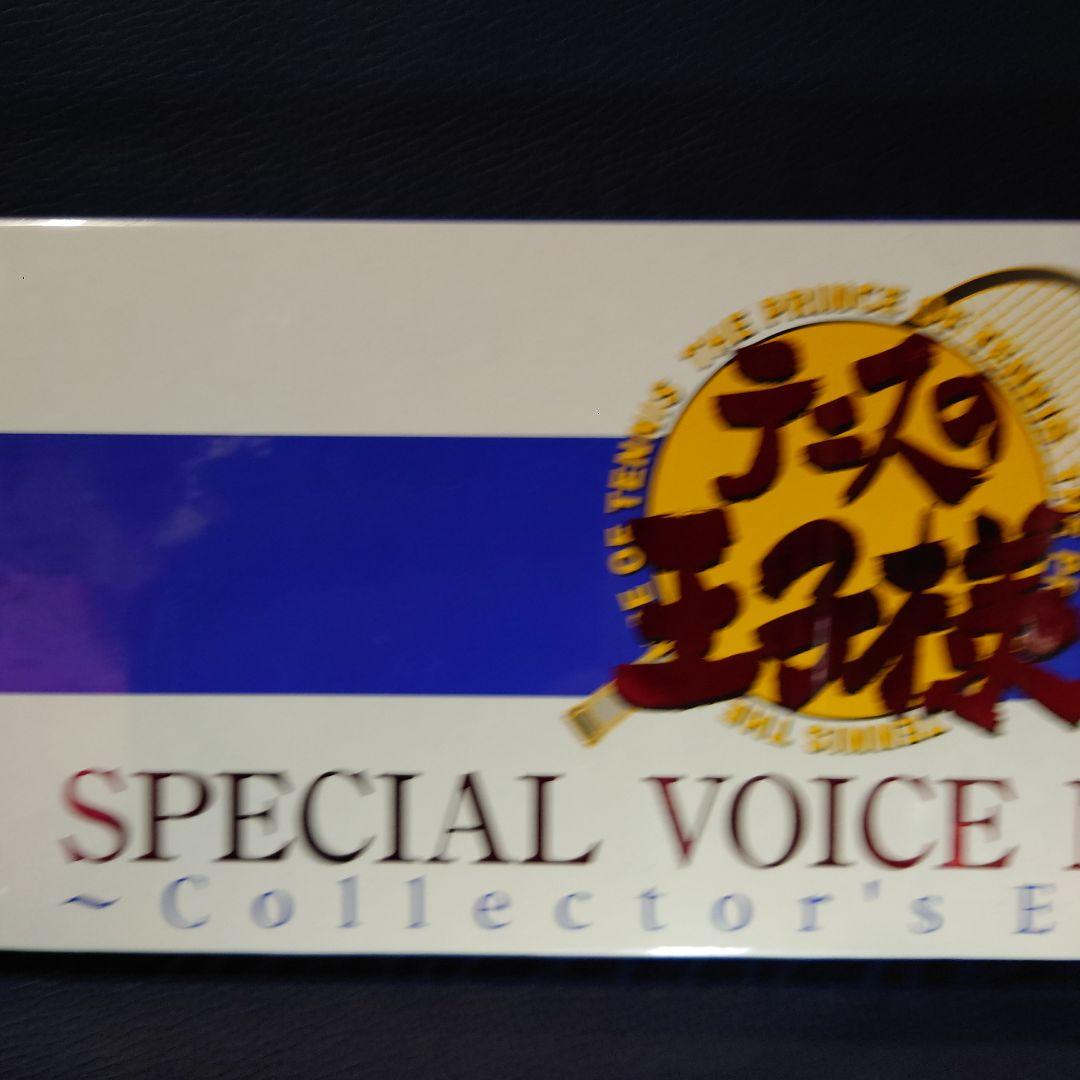 THE PRINCE OF TENNIS
テニスの
王子様
SPECIAL VOICE
~Collector's E